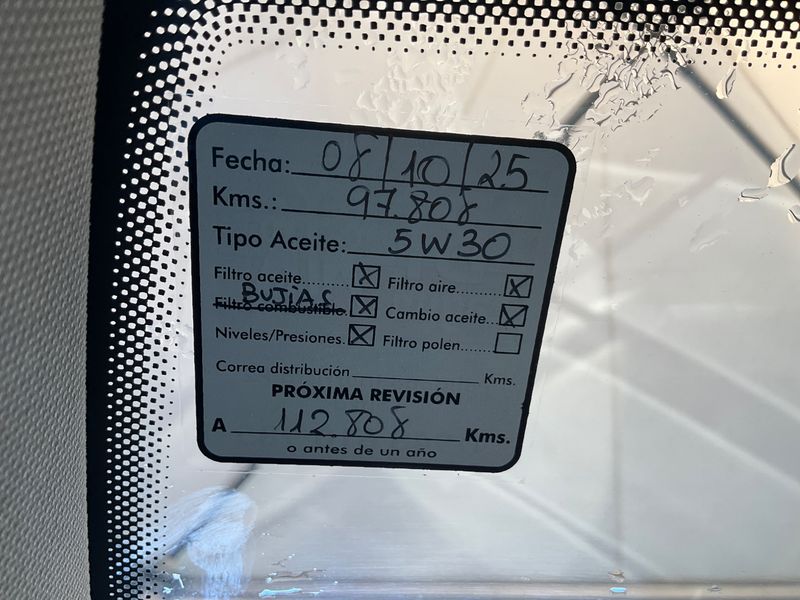 Fecha: 08/10/25
Kms.: 97.808
Tipo Aceite: 5W30
Filtro aceite.......... Filtro aire..........
BUJIAS
Filtro combustible. Cambio aceite...
Niveles/Presiones. Filtro polen.......
Correa distribución Kms.
PRÓXIMA REVISIÓN
A 112.808 Kms.
o antes de un año